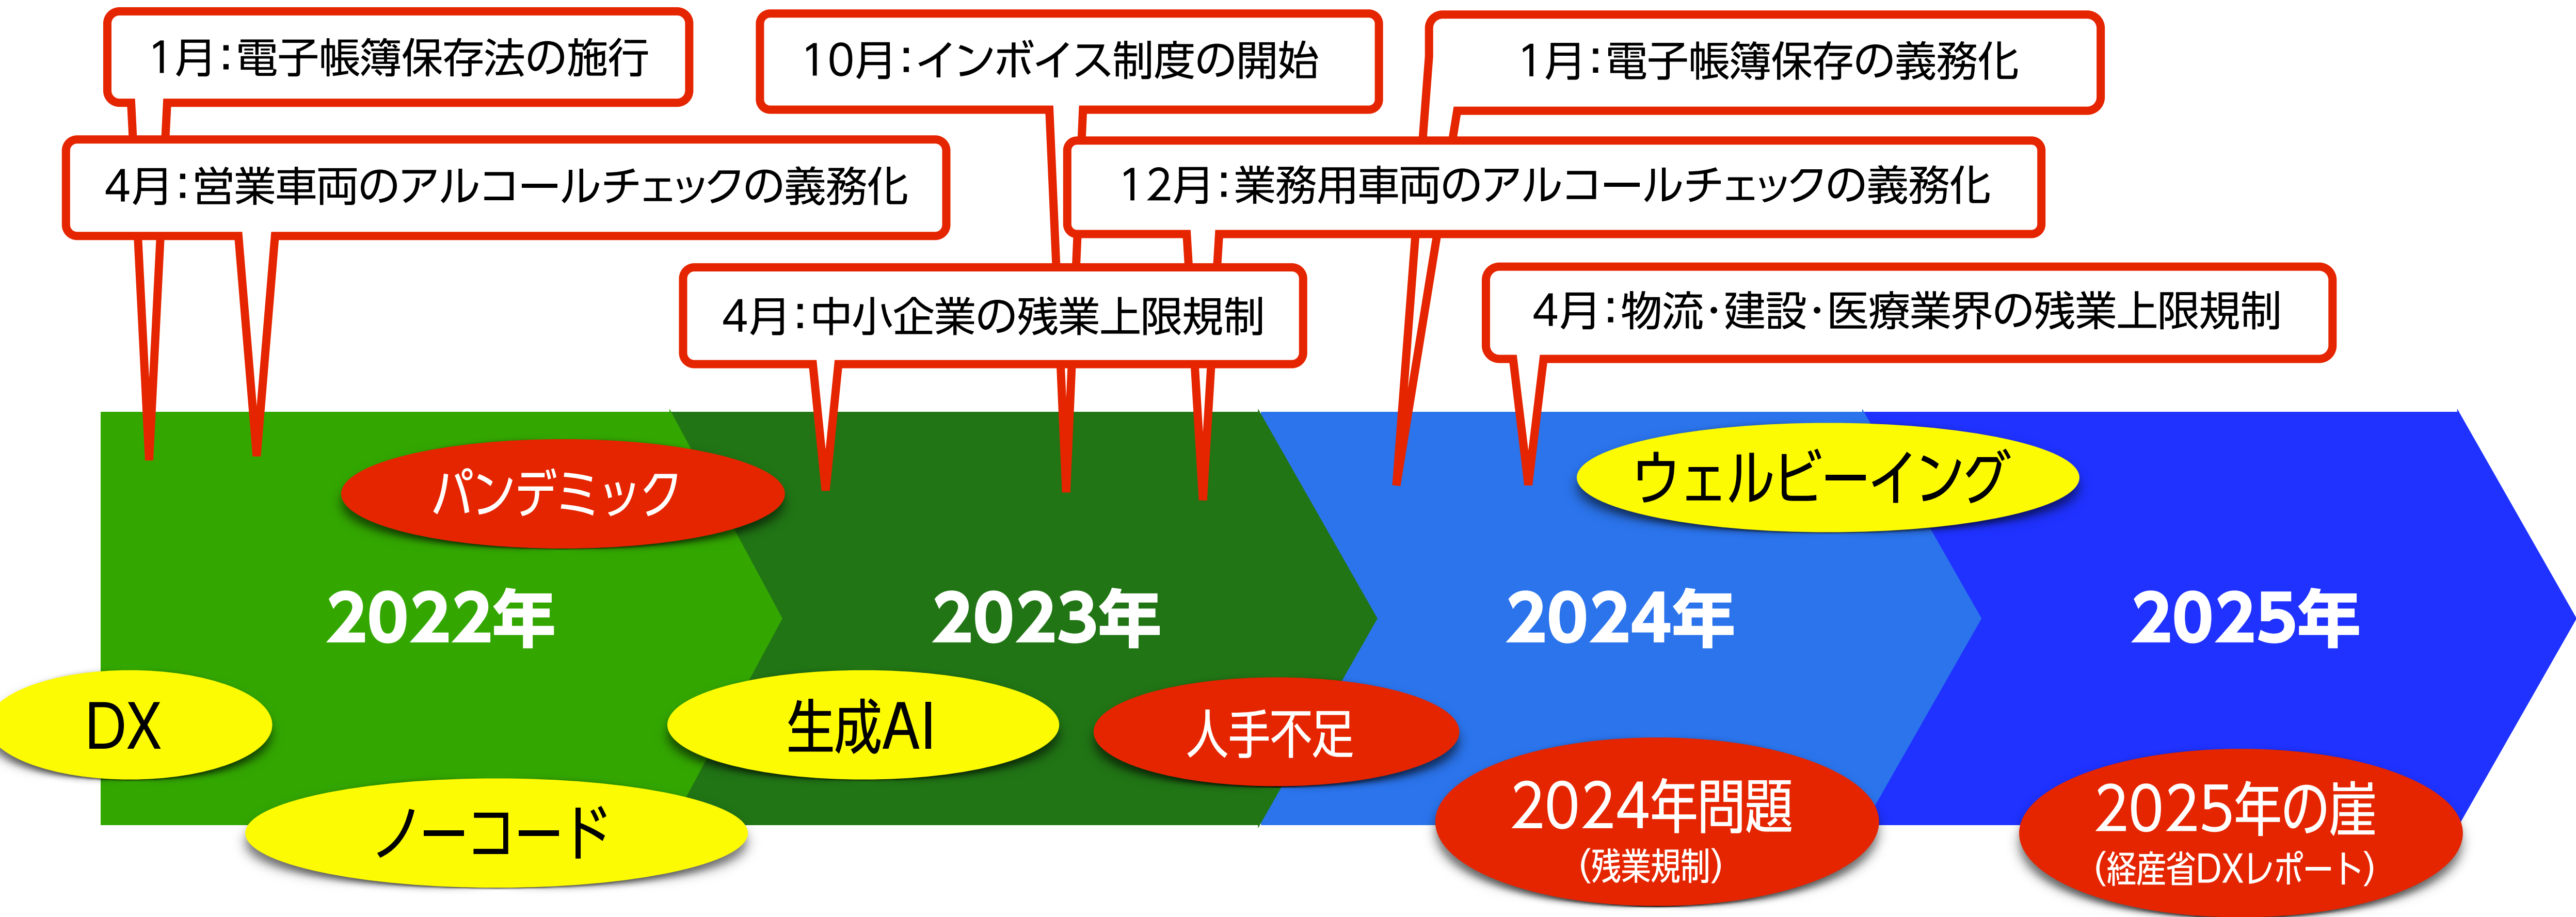 1月：電子帳簿保存法の施行
10月：インボイス制度の開始
1月：電子帳簿保存の義務化
4月：営業車両のアルコールチェックの義務化
12月：業務用車両のアルコールチェックの義務化
4月：中小企業の残業上限規制
4月：物流・建設・医療業界の残業上限規制
パンデミック
ウェルビーイング
2022年
2023年
2024年
2025年
DX
生成AI
人手不足
ノーコード
2024年問題
（残業規制）
2025年の崖
（経産省DXレポート）